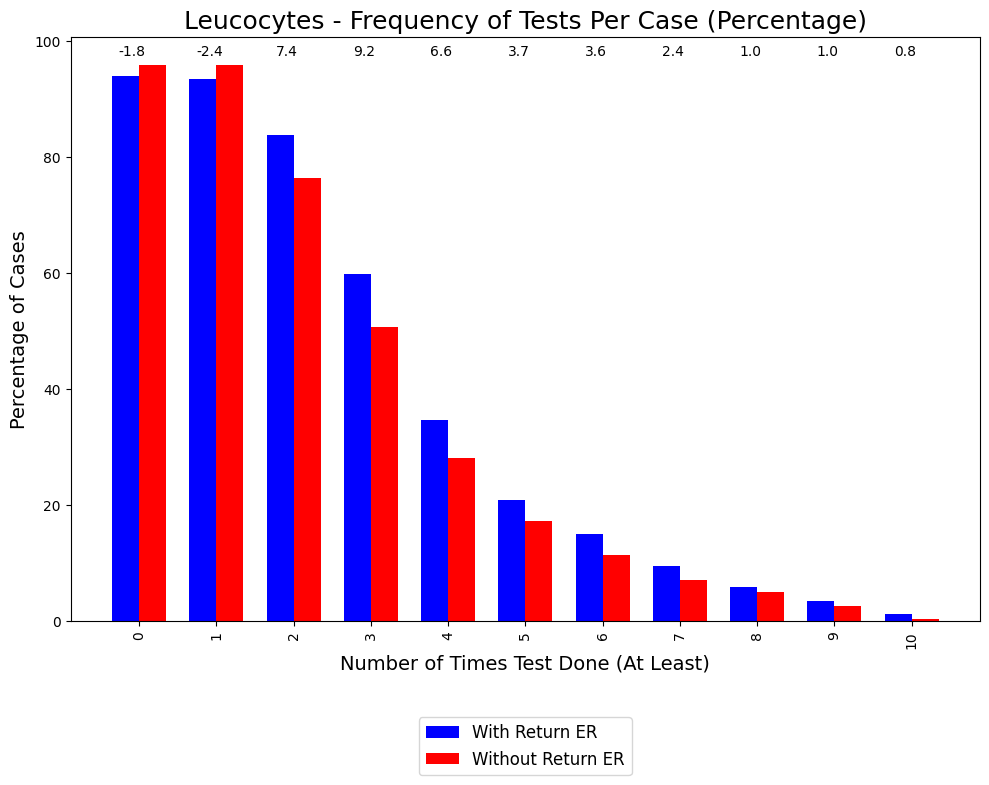 Leucocytes - Frequency of Tests Per Case (Percentage)
100
-1.8 -2.4 7.4 9.2 6.6 3.7 3.6 2.4 1.0 1.0 0.8
80
60
40
20
0
Percentage of Cases
0 1 2 3 4 5 6 7 8 9 10
Number of Times Test Done (At Least)
With Return ER
Without Return ER